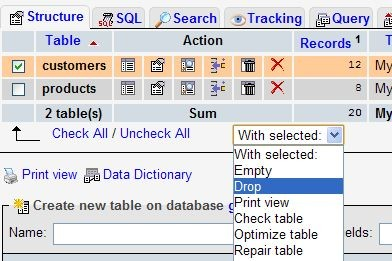 Structure SQL Search Tracking Query
Table Action Records 1 T
customers 12 My
products 8 My
2 table(s) Sum 20 My
Check All / Uncheck All With selected:
With selected:
Empty
Drop
Print view
Check table
Optimize table
Repair table
Print view Data Dictionary
Create new table on database
Name: elds: